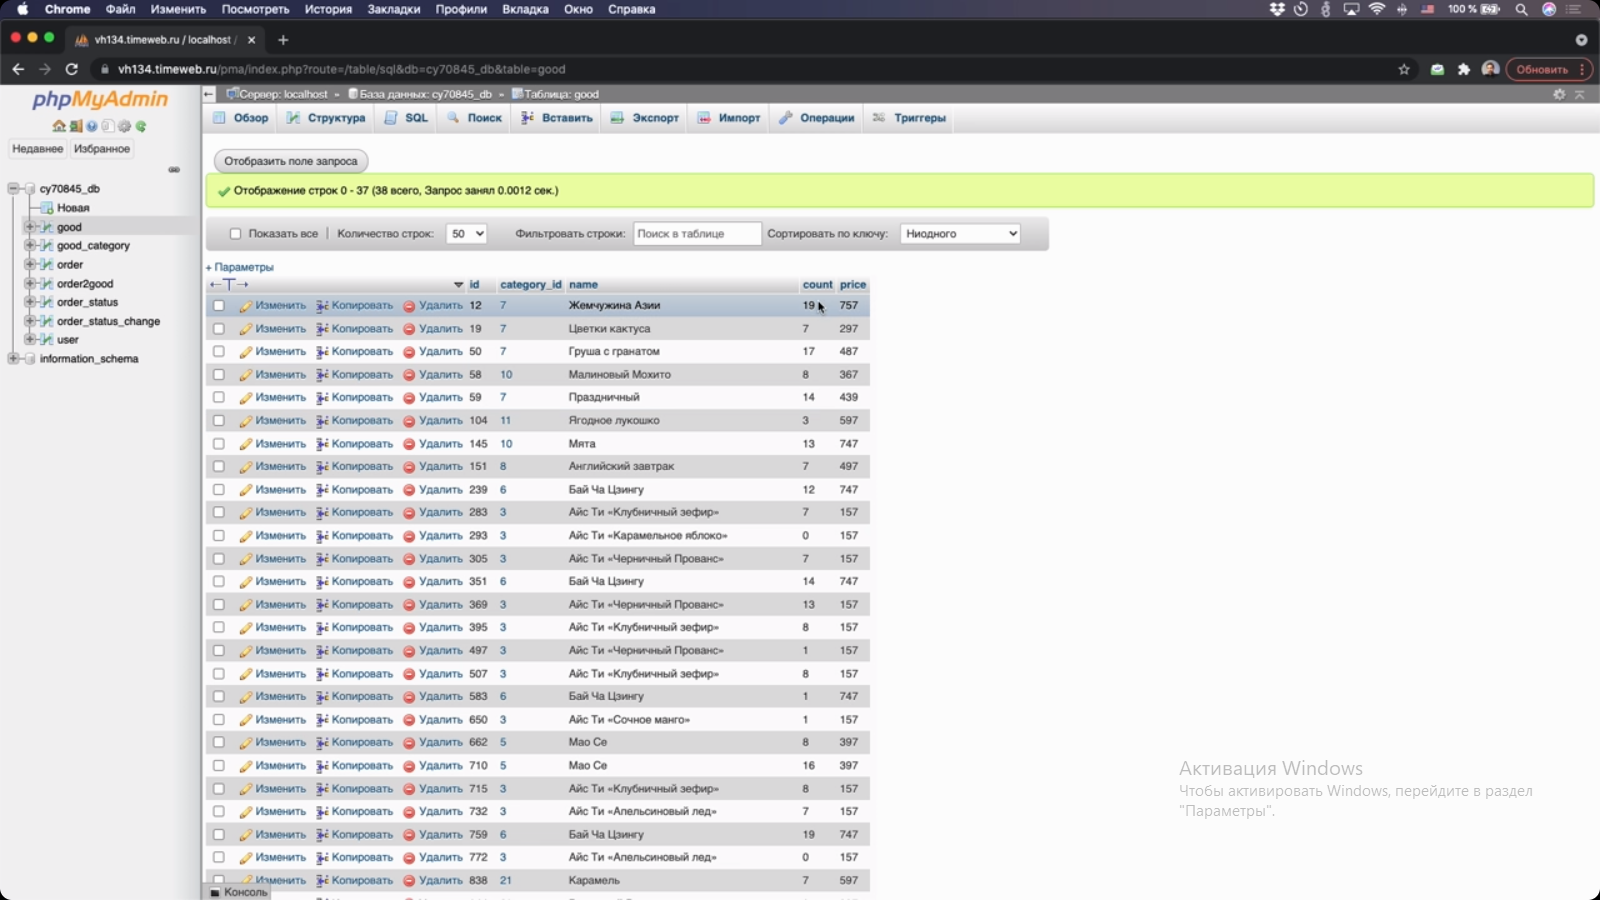 Chrome Файл Изменить Посмотреть История Закладки Профили Вкладка Окно Справка 100 %
vh134.timeweb.ru / localhost /
vh134.timeweb.ru/pma/index.php?route=/table/sql&db=cy70845_db&table=good Обновить
phpMyAdmin
Недавнее Избранное
cy70845_db
Новая
good
good_category
order
order2good
order_status
order_status_change
user
information_schema
Сервер: localhost » База данных: cy70845_db » Таблица: good
Обзор Структура SQL Поиск Вставить Экспорт Импорт Операции Триггеры
Отобразить поле запроса
Отображение строк 0 - 37 (38 всего, Запрос занял 0.0012 сек.)
Показать все | Количество строк: 50 Фильтровать строки: Поиск в таблице Сортировать по ключу: Ниодного
+ Параметры
←T→ id category_id name count price
Изменить Копировать Удалить 12 7 Жемчужина Азии 19 757
Изменить Копировать Удалить 19 7 Цветки кактуса 7 297
Изменить Копировать Удалить 50 7 Груша с гранатом 17 487
Изменить Копировать Удалить 58 10 Малиновый Мохито 8 367
Изменить Копировать Удалить 59 7 Праздничный 14 439
Изменить Копировать Удалить 104 11 Ягодное лукошко 3 597
Изменить Копировать Удалить 145 10 Мята 13 747
Изменить Копировать Удалить 151 8 Английский завтрак 7 497
Изменить Копировать Удалить 239 6 Бай Ча Цзингу 12 747
Изменить Копировать Удалить 283 3 Айс Ти «Клубничный зефир» 7 157
Изменить Копировать Удалить 293 3 Айс Ти «Карамельное яблоко» 0 157
Изменить Копировать Удалить 305 3 Айс Ти «Черничный Прованс» 7 157
Изменить Копировать Удалить 351 6 Бай Ча Цзингу 14 747
Изменить Копировать Удалить 369 3 Айс Ти «Черничный Прованс» 13 157
Изменить Копировать Удалить 395 3 Айс Ти «Клубничный зефир» 8 157
Изменить Копировать Удалить 497 3 Айс Ти «Черничный Прованс» 1 157
Изменить Копировать Удалить 507 3 Айс Ти «Клубничный зефир» 8 157
Изменить Копировать Удалить 583 6 Бай Ча Цзингу 1 747
Изменить Копировать Удалить 650 3 Айс Ти «Сочное манго» 1 157
Изменить Копировать Удалить 662 5 Мао Се 8 397
Изменить Копировать Удалить 710 5 Мао Се 16 397
Изменить Копировать Удалить 715 3 Айс Ти «Клубничный зефир» 8 157
Изменить Копировать Удалить 732 3 Айс Ти «Апельсиновый лед» 7 157
Изменить Копировать Удалить 759 6 Бай Ча Цзингу 19 747
Изменить Копировать Удалить 772 3 Айс Ти «Апельсиновый лед» 0 157
Изменить Копировать Удалить 838 21 Карамель 7 597
Консоль
Активация Windows
Чтобы активировать Windows, перейдите в раздел
"Параметры".